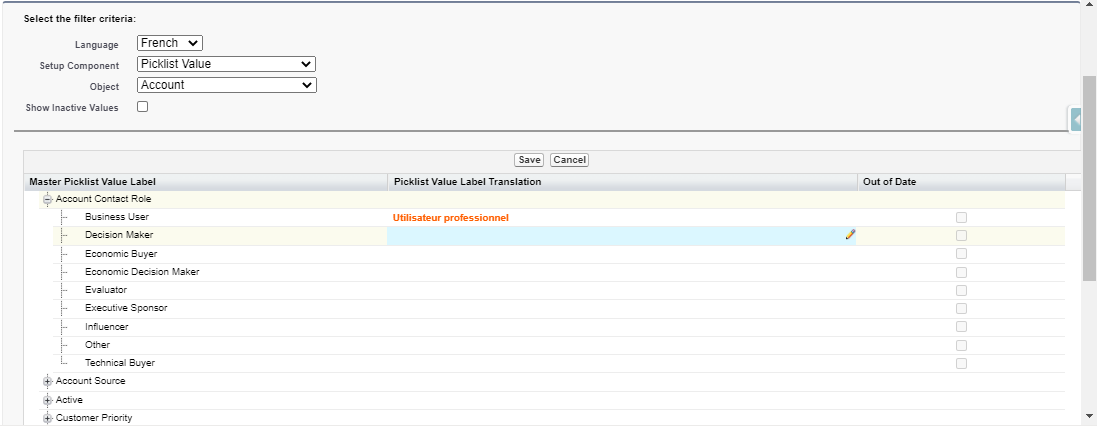 Select the filter criteria:
Language French
Setup Component Picklist Value
Object Account
Show Inactive Values
Save Cancel
Master Picklist Value Label Picklist Value Label Translation Out of Date
Account Contact Role
Business User Utilisateur professionnel
Decision Maker
Economic Buyer
Economic Decision Maker
Evaluator
Executive Sponsor
Influencer
Other
Technical Buyer
Account Source
Active
Customer Priority